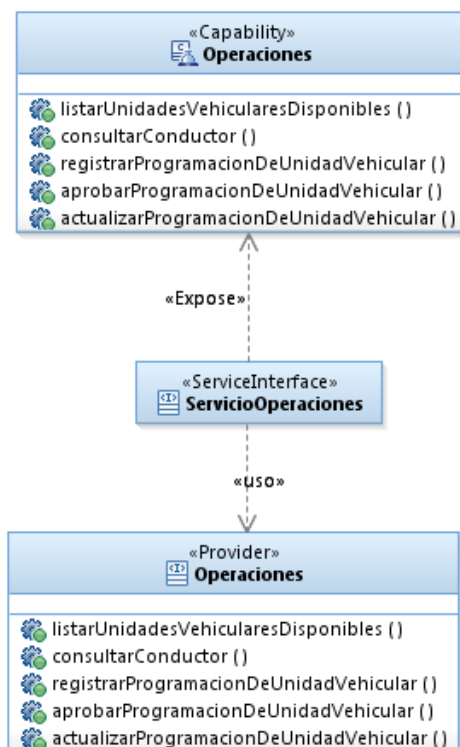 «Capability»
Operaciones
listarUnidadesVehicularesDisponibles ( )
consultarConductor ( )
registrarProgramacionDeUnidadVehicular ( )
aprobarProgramacionDeUnidadVehicular ( )
actualizarProgramacionDeUnidadVehicular ( )
«Expose»
«ServiceInterface»
ServicioOperaciones
«uso»
«Provider»
Operaciones
listarUnidadesVehicularesDisponibles ( )
consultarConductor ( )
registrarProgramacionDeUnidadVehicular ( )
aprobarProgramacionDeUnidadVehicular ( )
actualizarProgramacionDeUnidadVehicular ( )